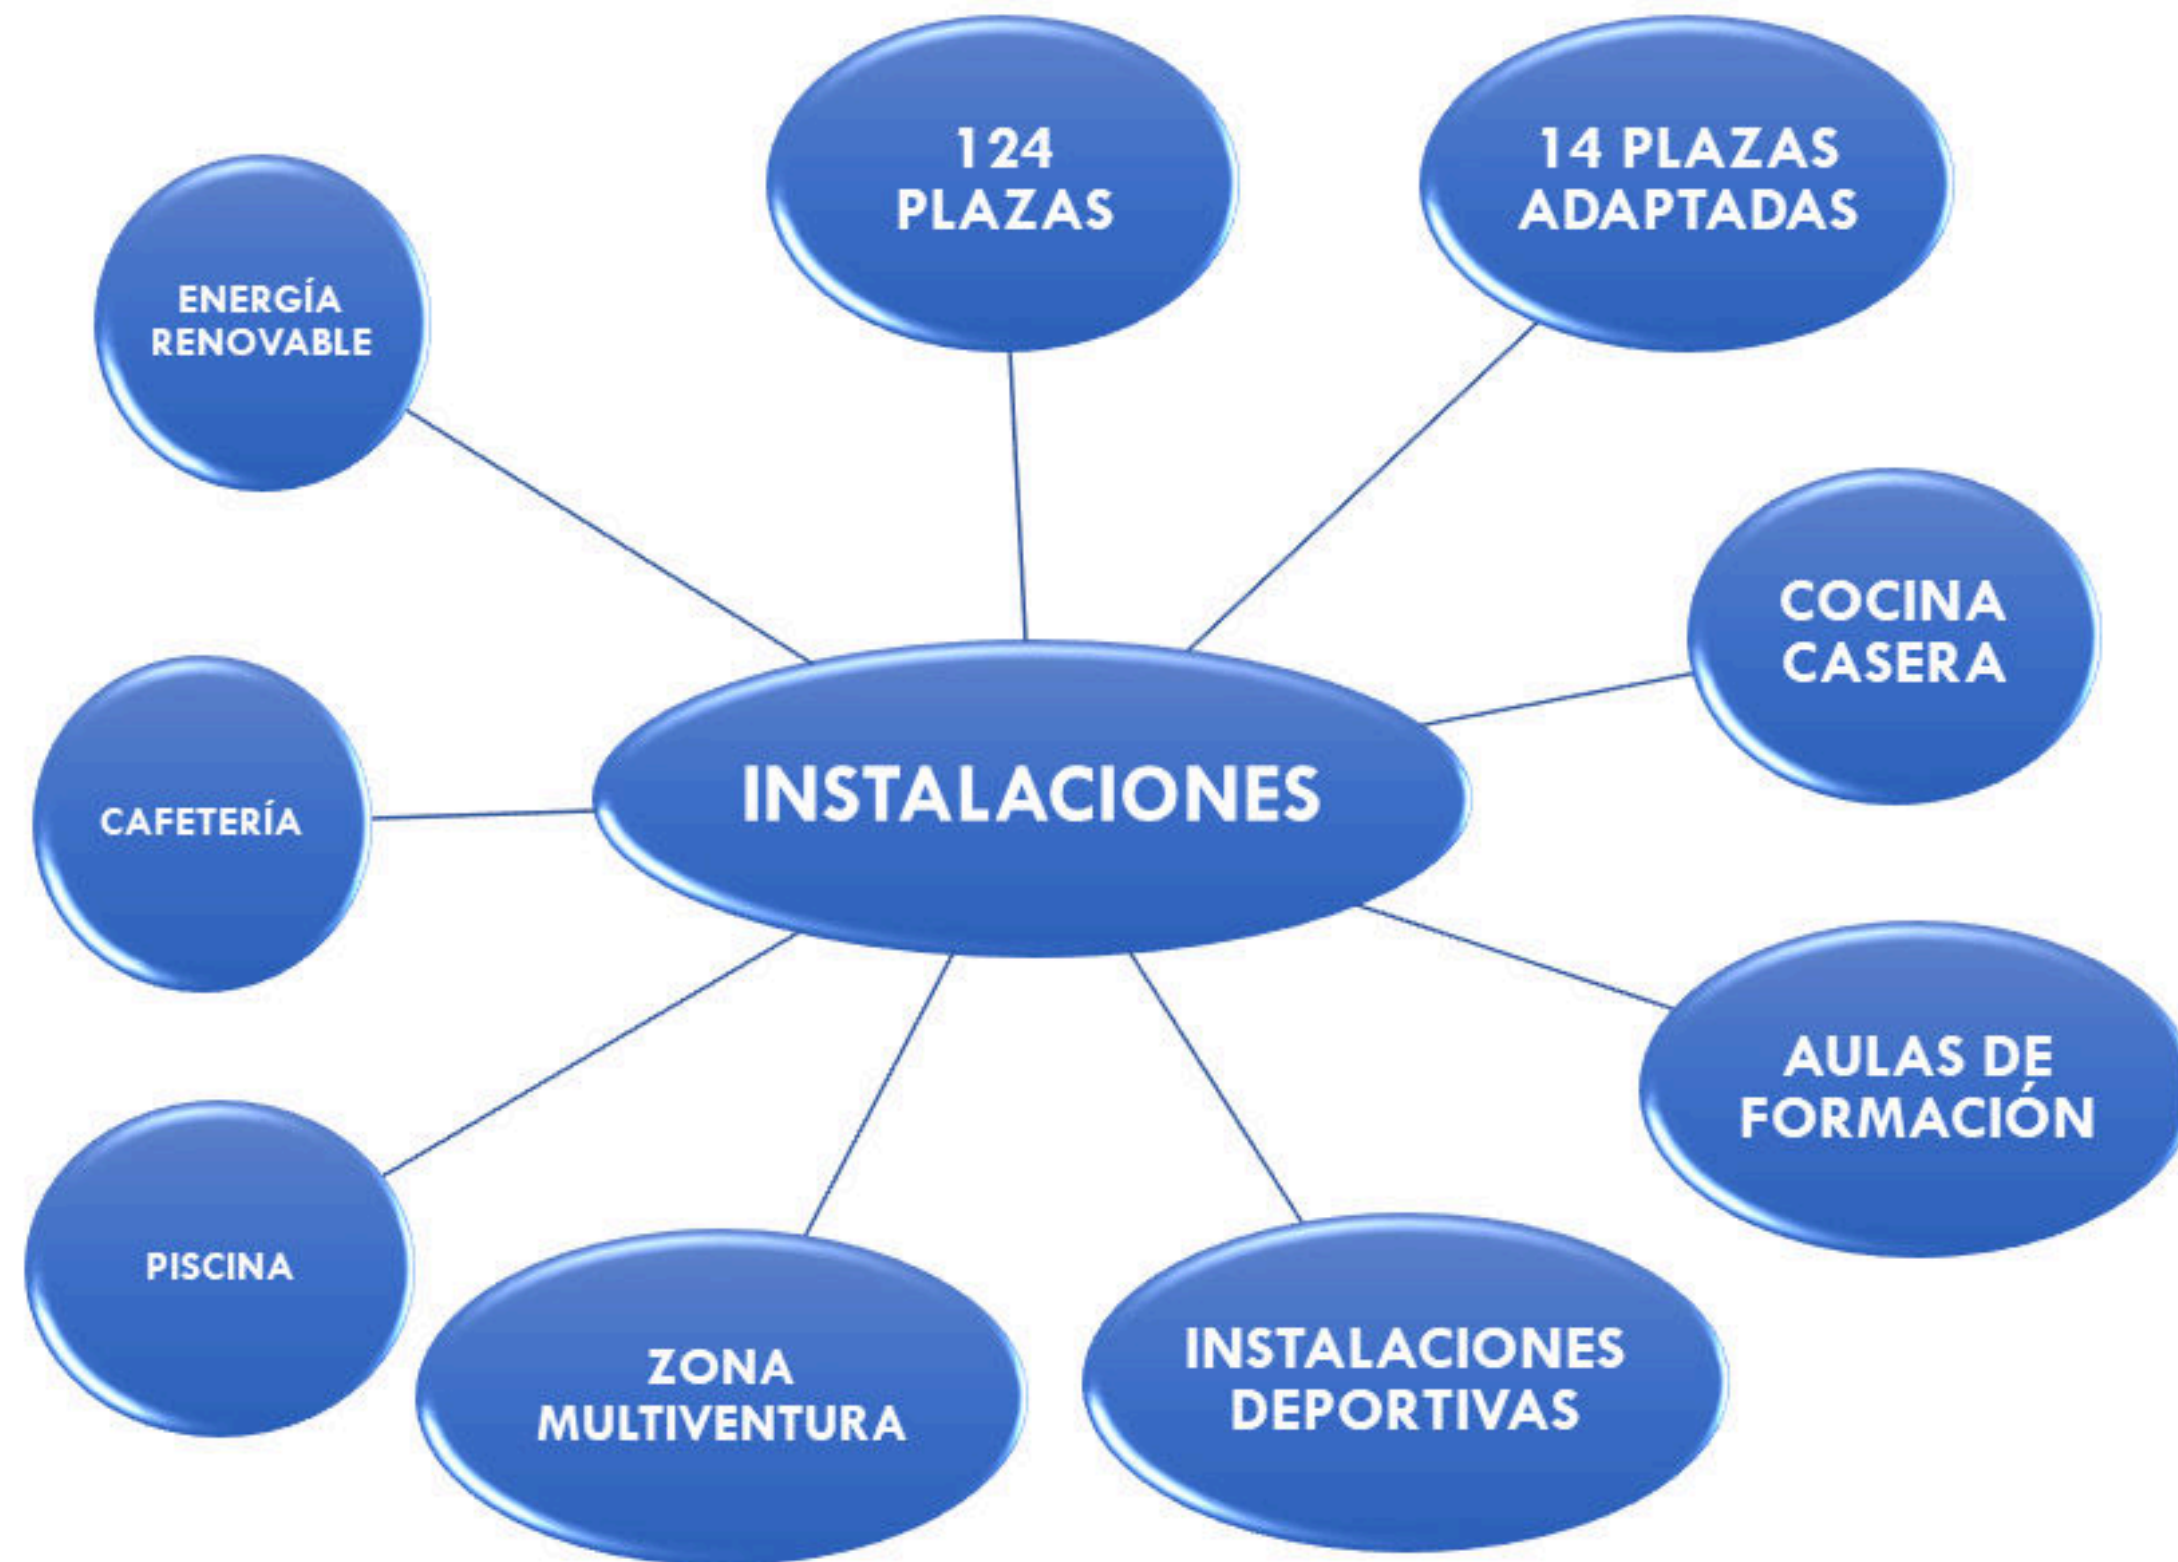 124
PLAZAS
14 PLAZAS
ADAPTADAS
ENERGÍA
RENOVABLE
COCINA
CASERA
INSTALACIONES
CAFETERÍA
AULAS DE
FORMACIÓN
PISCINA
ZONA
MULTIVENTURA
INSTALACIONES
DEPORTIVAS